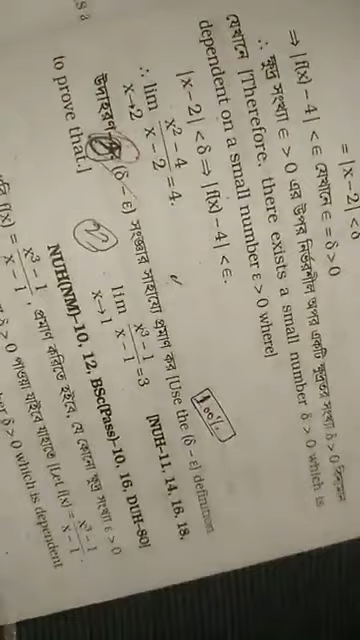 = |x-2| < δ
⇒ |f(x) - 4| < ϵ যেখানে ϵ = δ > 0
∴ ক্ষুদ্র সংখ্যা ϵ > 0 এর উপর নির্ভরশীল অপর একটি ক্ষুদ্রতর সংখ্যা δ > 0
যেখানে [Therefore, there exists a small number δ > 0 which is
dependent on a small number ε > 0 where]
|x-2| < δ ⇒ |f(x) - 4| < ϵ.
∴ lim x→2 (x² - 4)/(x - 2) = 4.
উদাহরণ (δ - ε) সংজ্ঞার সাহায্যে প্রমাণ কর [Use the (δ - ε) definition
to prove that.]
lim x→1 (x³ - 1)/(x - 1) = 3
[NUH-11, 14, 16, 18,
NUH(NM)-10, 12, BSc(Pass)-10, 16, DUH-80]
f(x) = (x³ - 1)/(x - 1), প্রমাণ করিতে হইবে যে কোনো ক্ষুদ্র সংখ্যা ε > 0
δ > 0 পাওয়া যাইবে যাহাতে [Let f(x) = (x³ - 1)/(x - 1)
δ > 0 which is dependent
100%